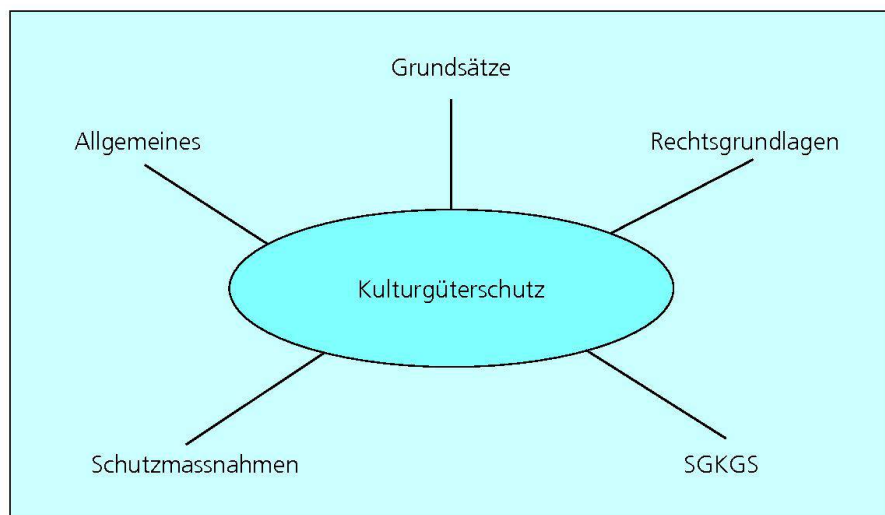 Grundsätze
Allgemeines
Rechtsgrundlagen
Kulturgüterschutz
Schutzmassnahmen
SGKGS